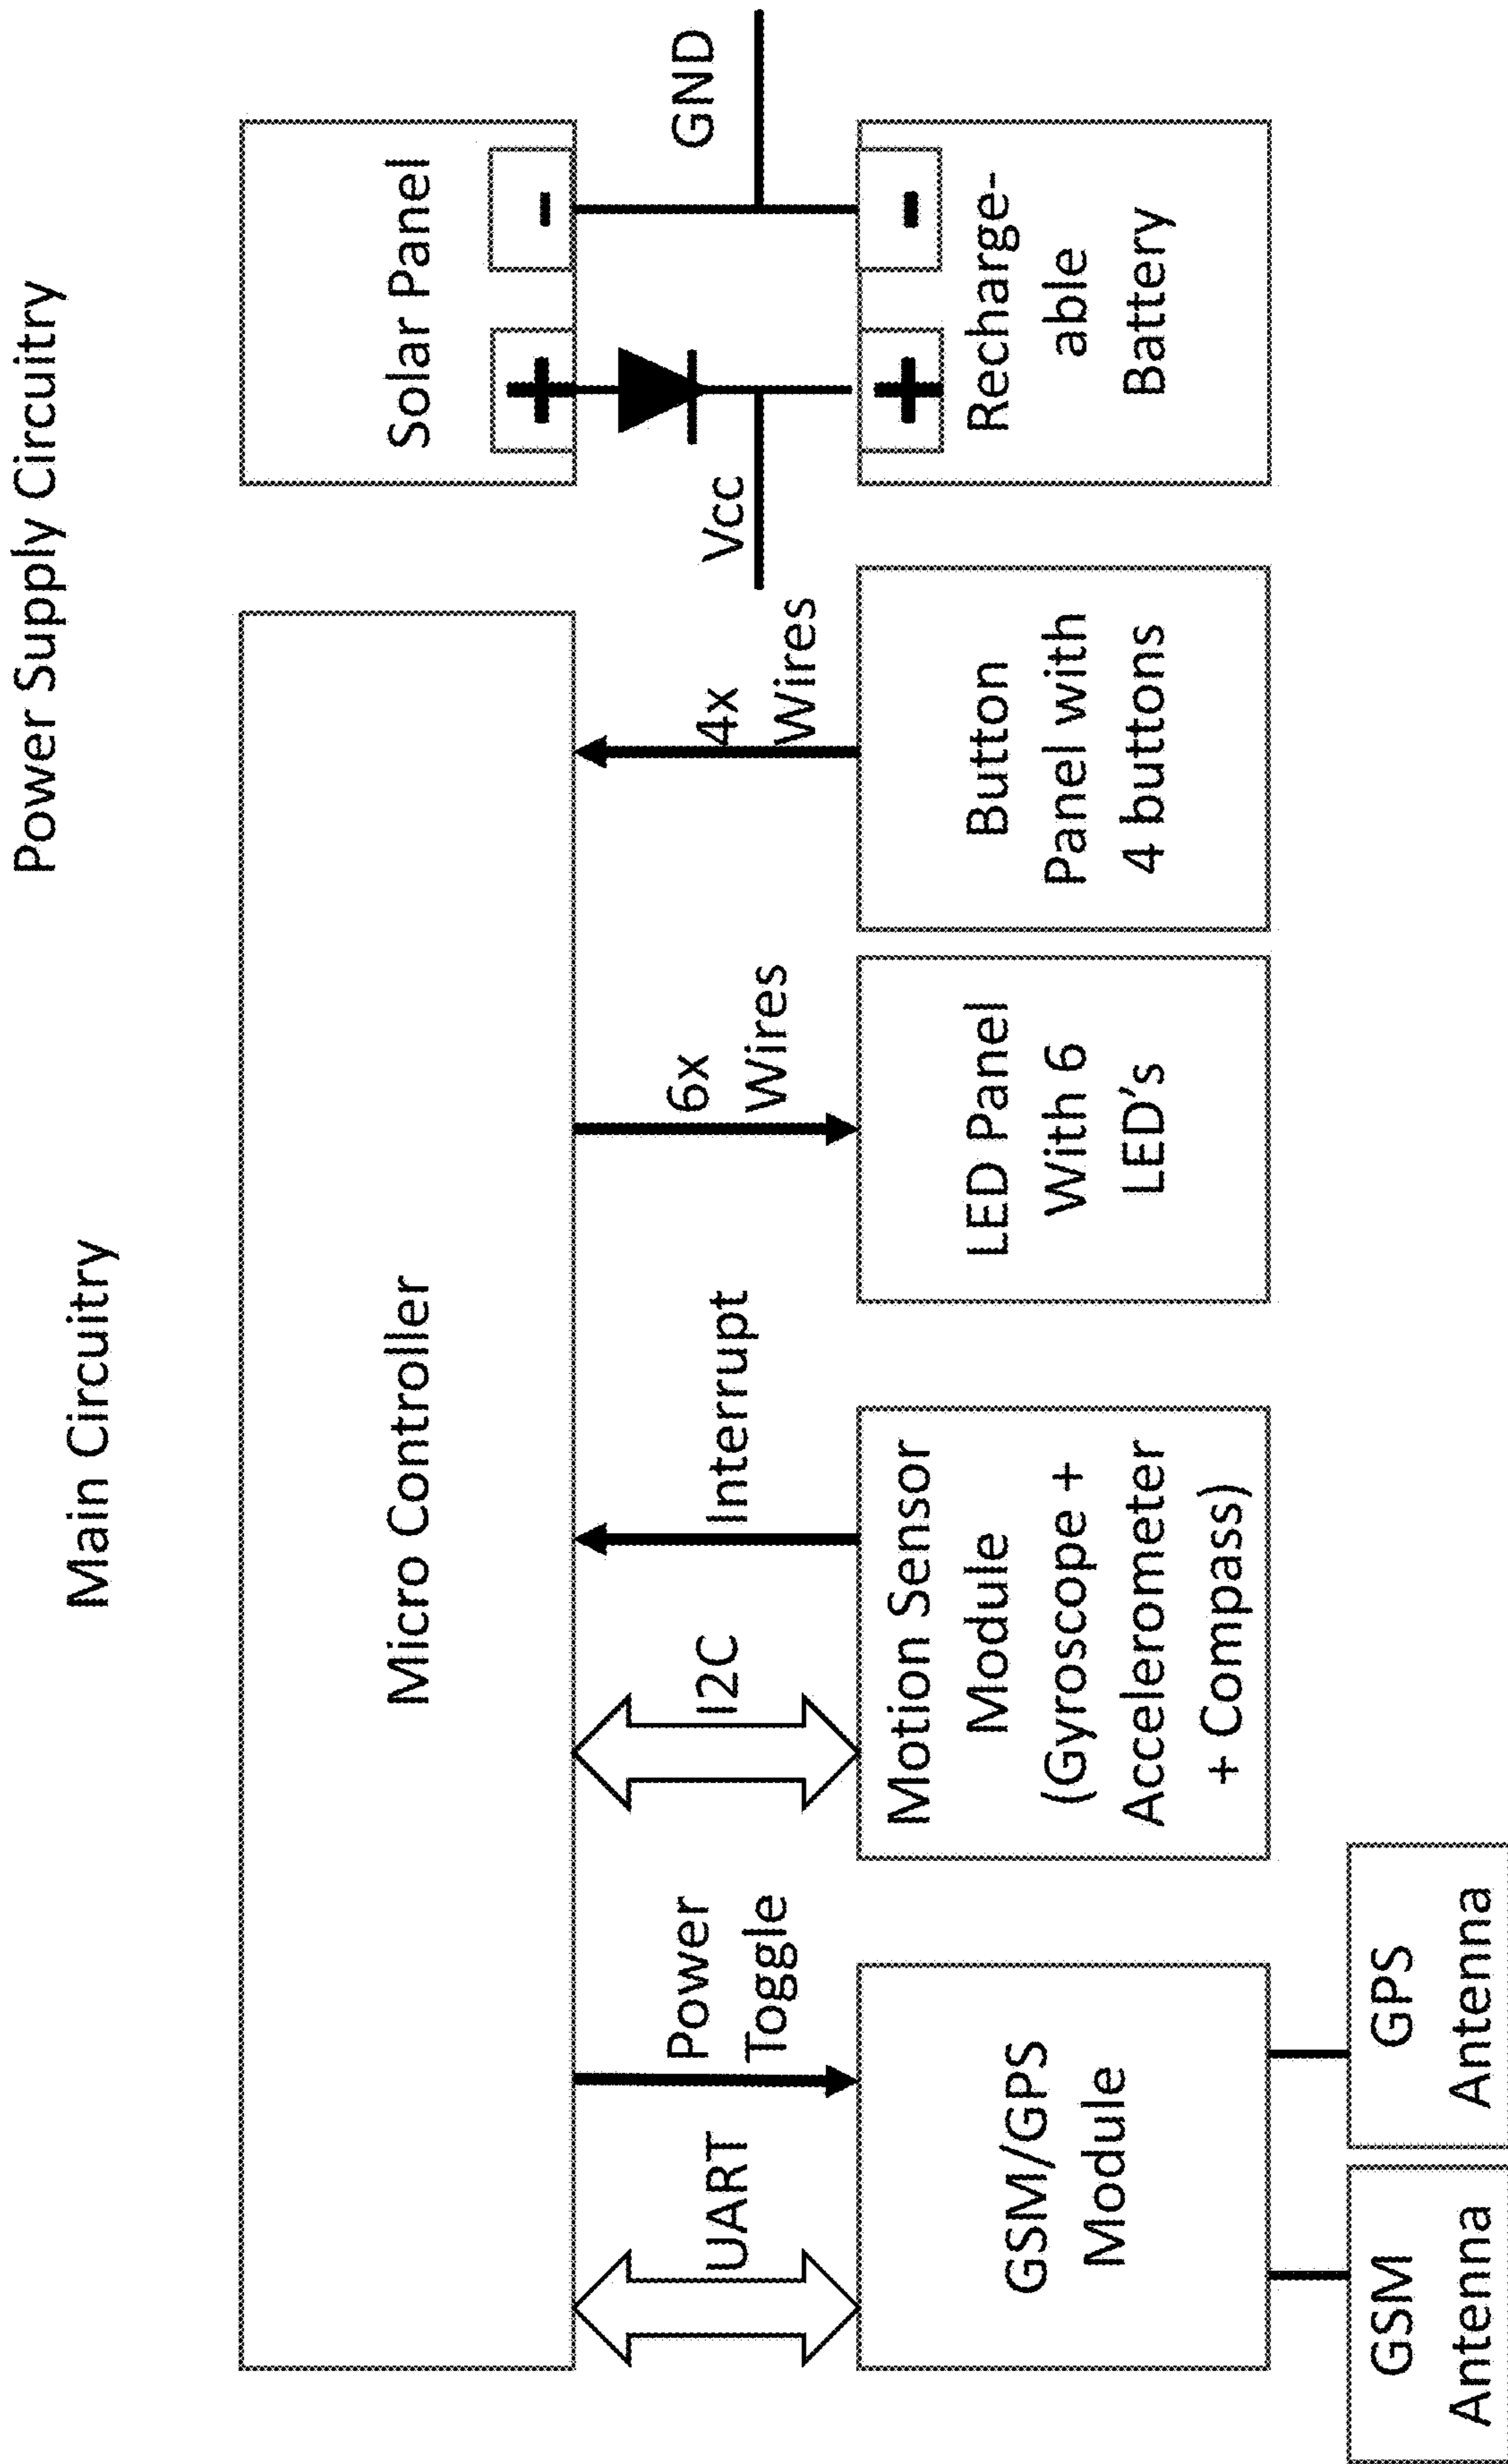 Main Circuitry
Power Supply Circuitry
Micro Controller
Solar Panel
+
-
UART
Power
Toggle
I2C
Interrupt
6x
Wires
4x
Wires
Vcc
GND
GSM/GPS
Module
Motion Sensor
Module
(Gyroscope +
Accelerometer
+ Compass)
LED Panel
With 6
LED's
Button
Panel with
4 buttons
+
-
Recharge-
able
Battery
GSM
Antenna
GPS
Antenna